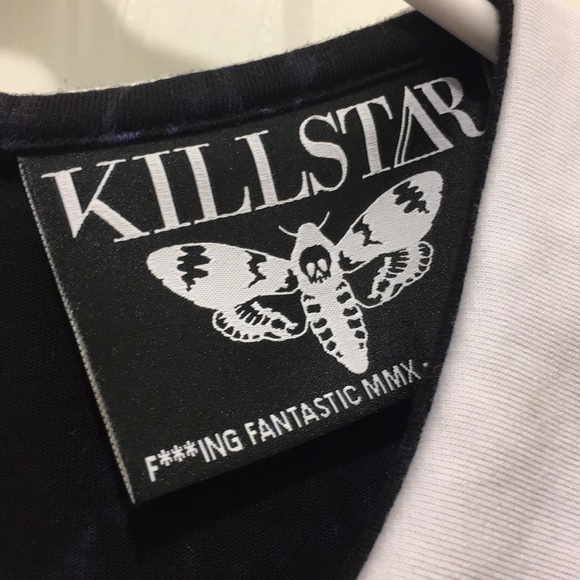 KILLSTAR
F***ING FANTASTIC MMX -